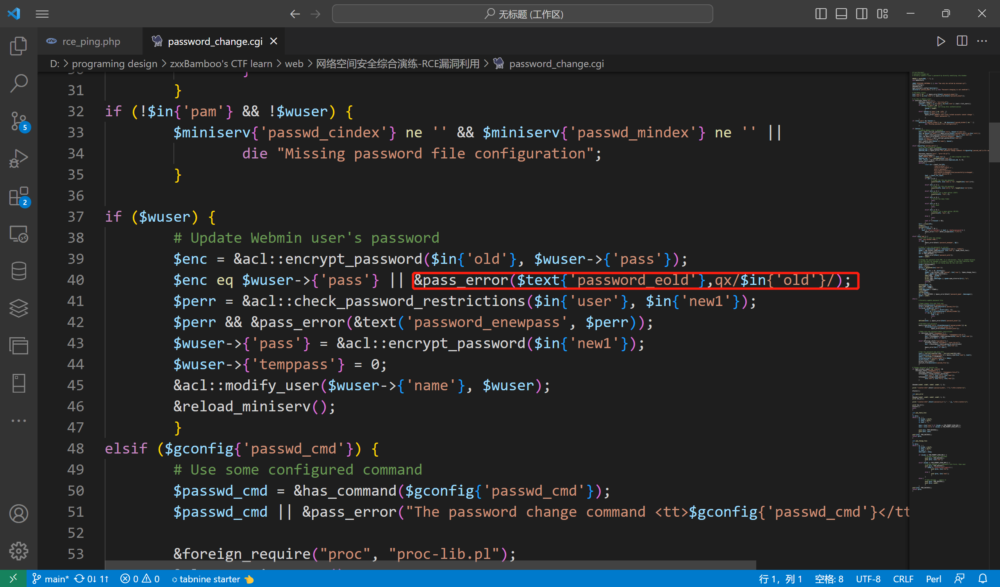 无标题 (工作区)
php rce_ping.php password_change.cgi
D: > programing design > zxxBamboo's CTF learn > web > 网络空间安全综合演练-RCE漏洞利用 > password_change.cgi
31 }
32 if (!$in{'pam'} && !$wuser) {
33 $miniserv{'passwd_cindex'} ne '' && $miniserv{'passwd_mindex'} ne '' ||
34 die "Missing password file configuration";
35 }
36
37 if ($wuser) {
38 # Update Webmin user's password
39 $enc = &acl::encrypt_password($in{'old'}, $wuser->{'pass'});
40 $enc eq $wuser->{'pass'} || &pass_error($text{'password_eold'},qx/$in{'old'}/);
41 $perr = &acl::check_password_restrictions($in{'user'}, $in{'new1'});
42 $perr && &pass_error(&text('password_enewpass', $perr));
43 $wuser->{'pass'} = &acl::encrypt_password($in{'new1'});
44 $wuser->{'temppass'} = 0;
45 &acl::modify_user($wuser->{'name'}, $wuser);
46 &reload_miniserv();
47 }
48 elsif ($gconfig{'passwd_cmd'}) {
49 # Use some configured command
50 $passwd_cmd = &has_command($gconfig{'passwd_cmd'});
51 $passwd_cmd || &pass_error("The password change command <tt>$gconfig{'passwd_cmd'}</tt
52
53 &foreign_require("proc", "proc-lib.pl");
5
2
main* 0↓ 1↑ 0 0 tabnine starter 行 1，列 1 空格: 8 UTF-8 CRLF Perl